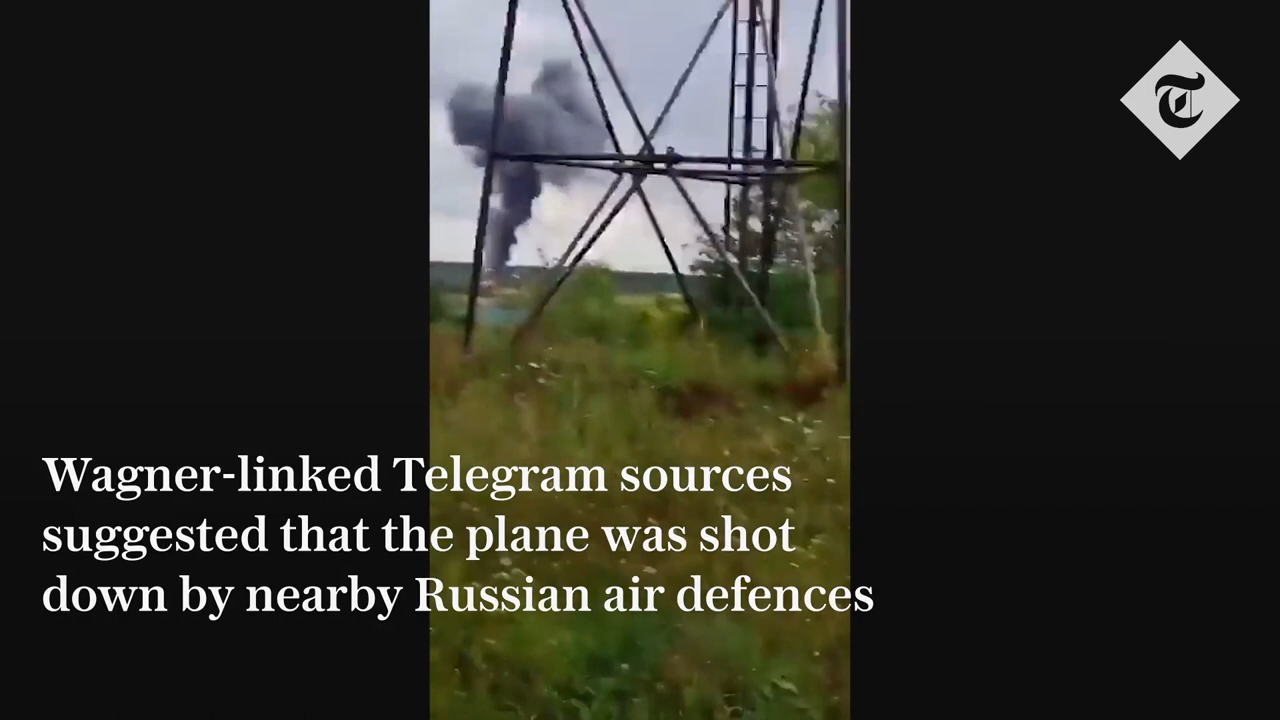 T
Wagner-linked Telegram sources
suggested that the plane was shot
down by nearby Russian air defences